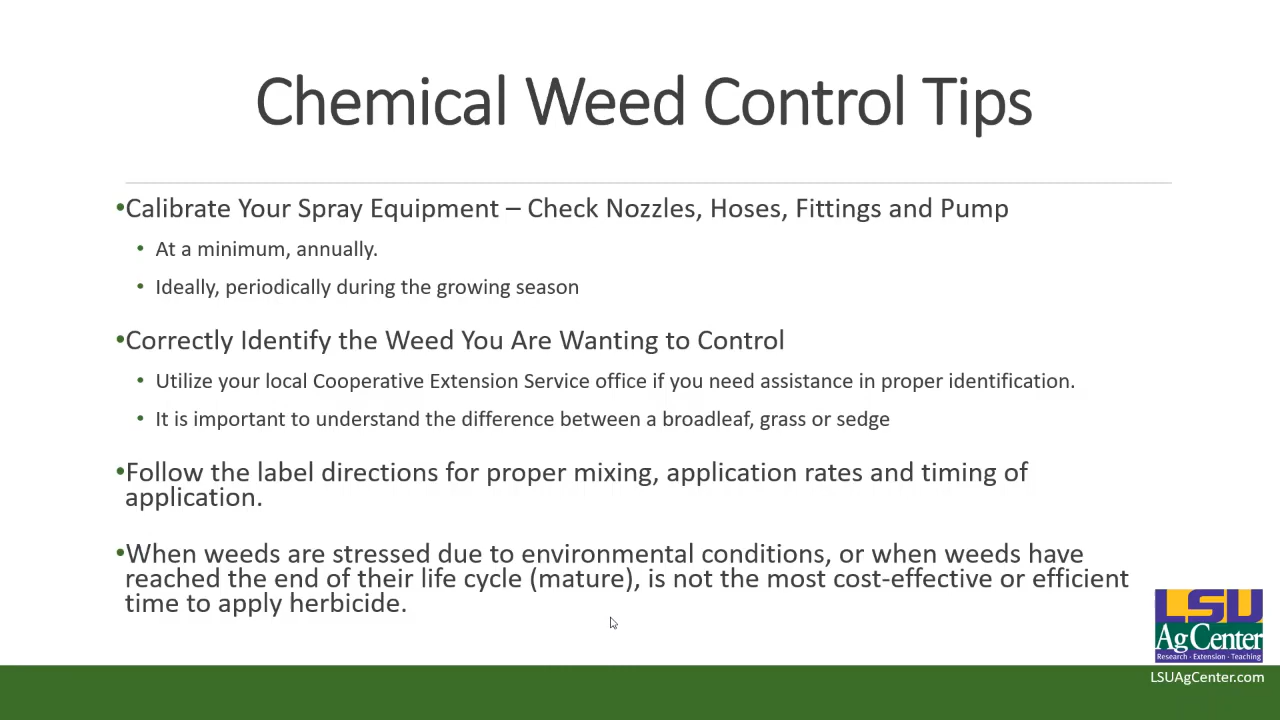 Chemical Weed Control Tips
•Calibrate Your Spray Equipment – Check Nozzles, Hoses, Fittings and Pump
• At a minimum, annually.
• Ideally, periodically during the growing season
•Correctly Identify the Weed You Are Wanting to Control
• Utilize your local Cooperative Extension Service office if you need assistance in proper identification.
• It is important to understand the difference between a broadleaf, grass or sedge
•Follow the label directions for proper mixing, application rates and timing of
application.
•When weeds are stressed due to environmental conditions, or when weeds have
reached the end of their life cycle (mature), is not the most cost-effective or efficient
time to apply herbicide.
LSU
AgCenter
Research - Extension - Teaching
LSUAgCenter.com